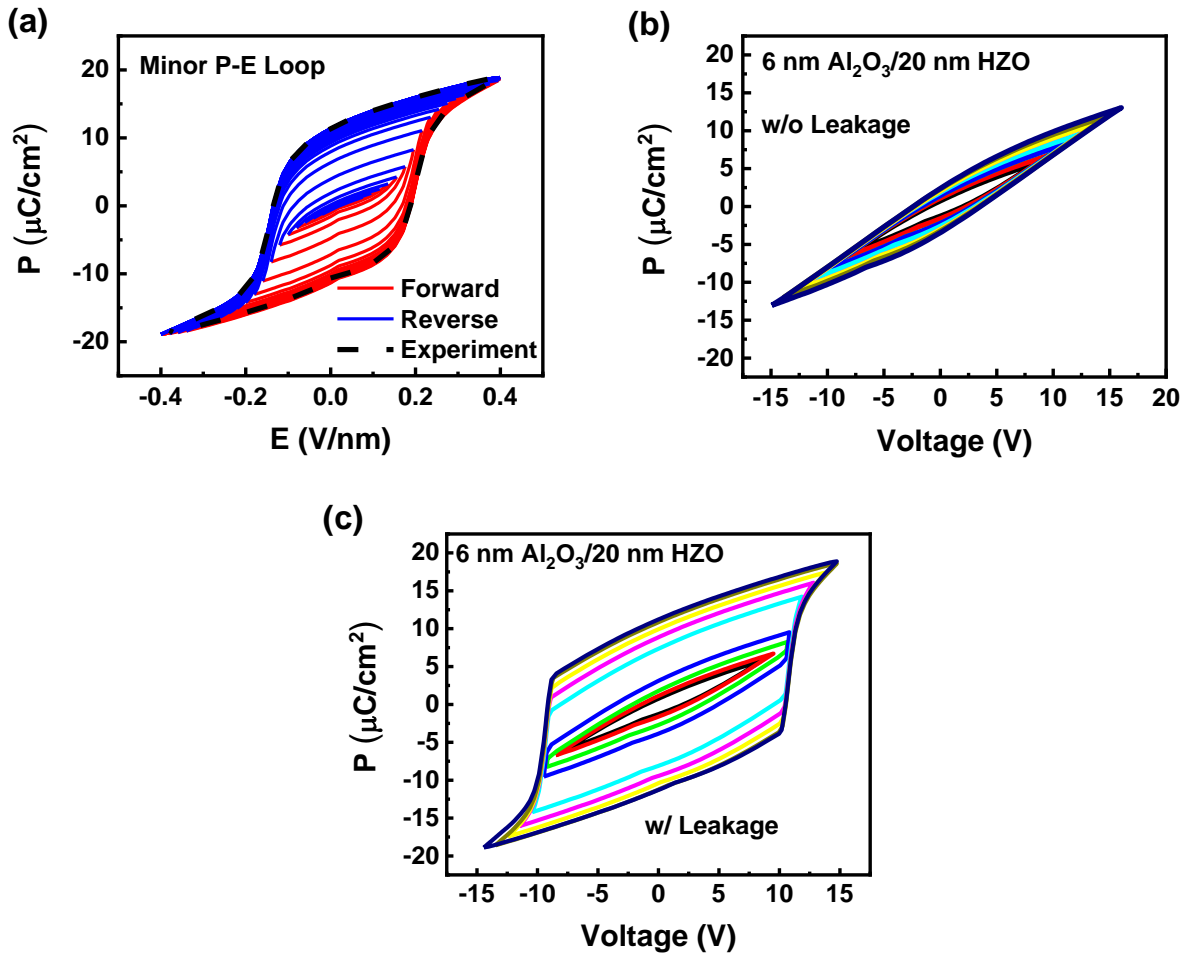 (a)
Minor P-E Loop
20
10
0
-10
-20
P (μC/cm²)
Forward
Reverse
Experiment
-0.4 -0.2 0.0 0.2 0.4
E (V/nm)
(b)
6 nm Al₂O₃/20 nm HZO
w/o Leakage
20
15
10
5
0
-5
-10
-15
-20
P (μC/cm²)
-15 -10 -5 0 5 10 15 20
Voltage (V)
(c)
6 nm Al₂O₃/20 nm HZO
20
15
10
5
0
-5
-10
-15
-20
P (μC/cm²)
w/ Leakage
-15 -10 -5 0 5 10 15
Voltage (V)